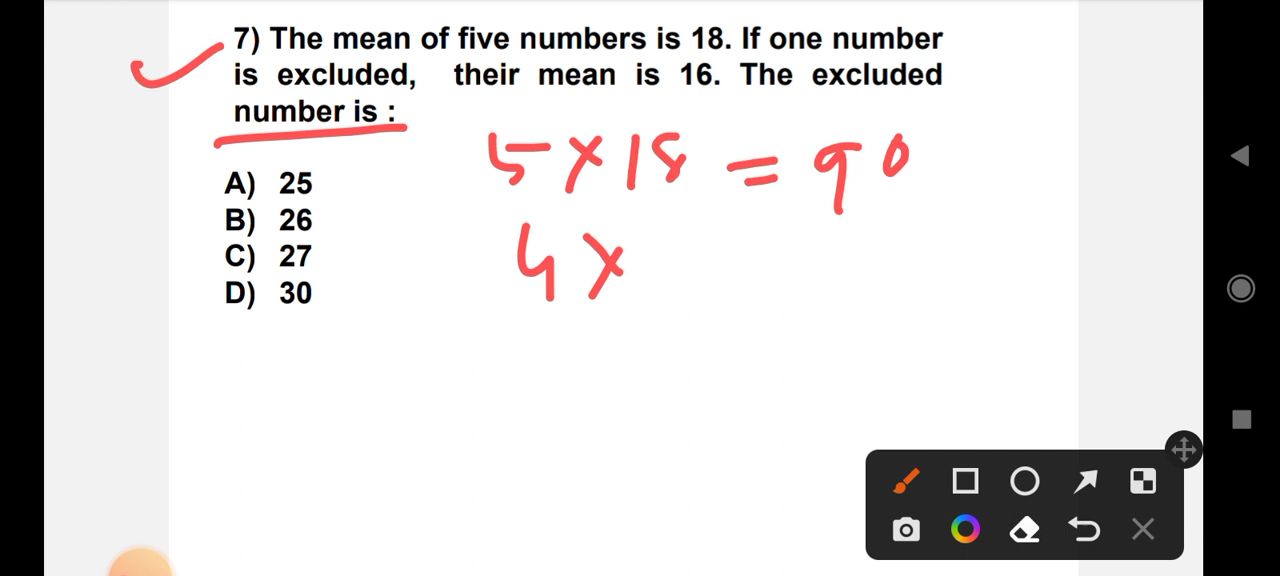 7) The mean of five numbers is 18. If one number
is excluded, their mean is 16. The excluded
number is :
5 x 18 = 90
A) 25
B) 26
4 x
C) 27
D) 30